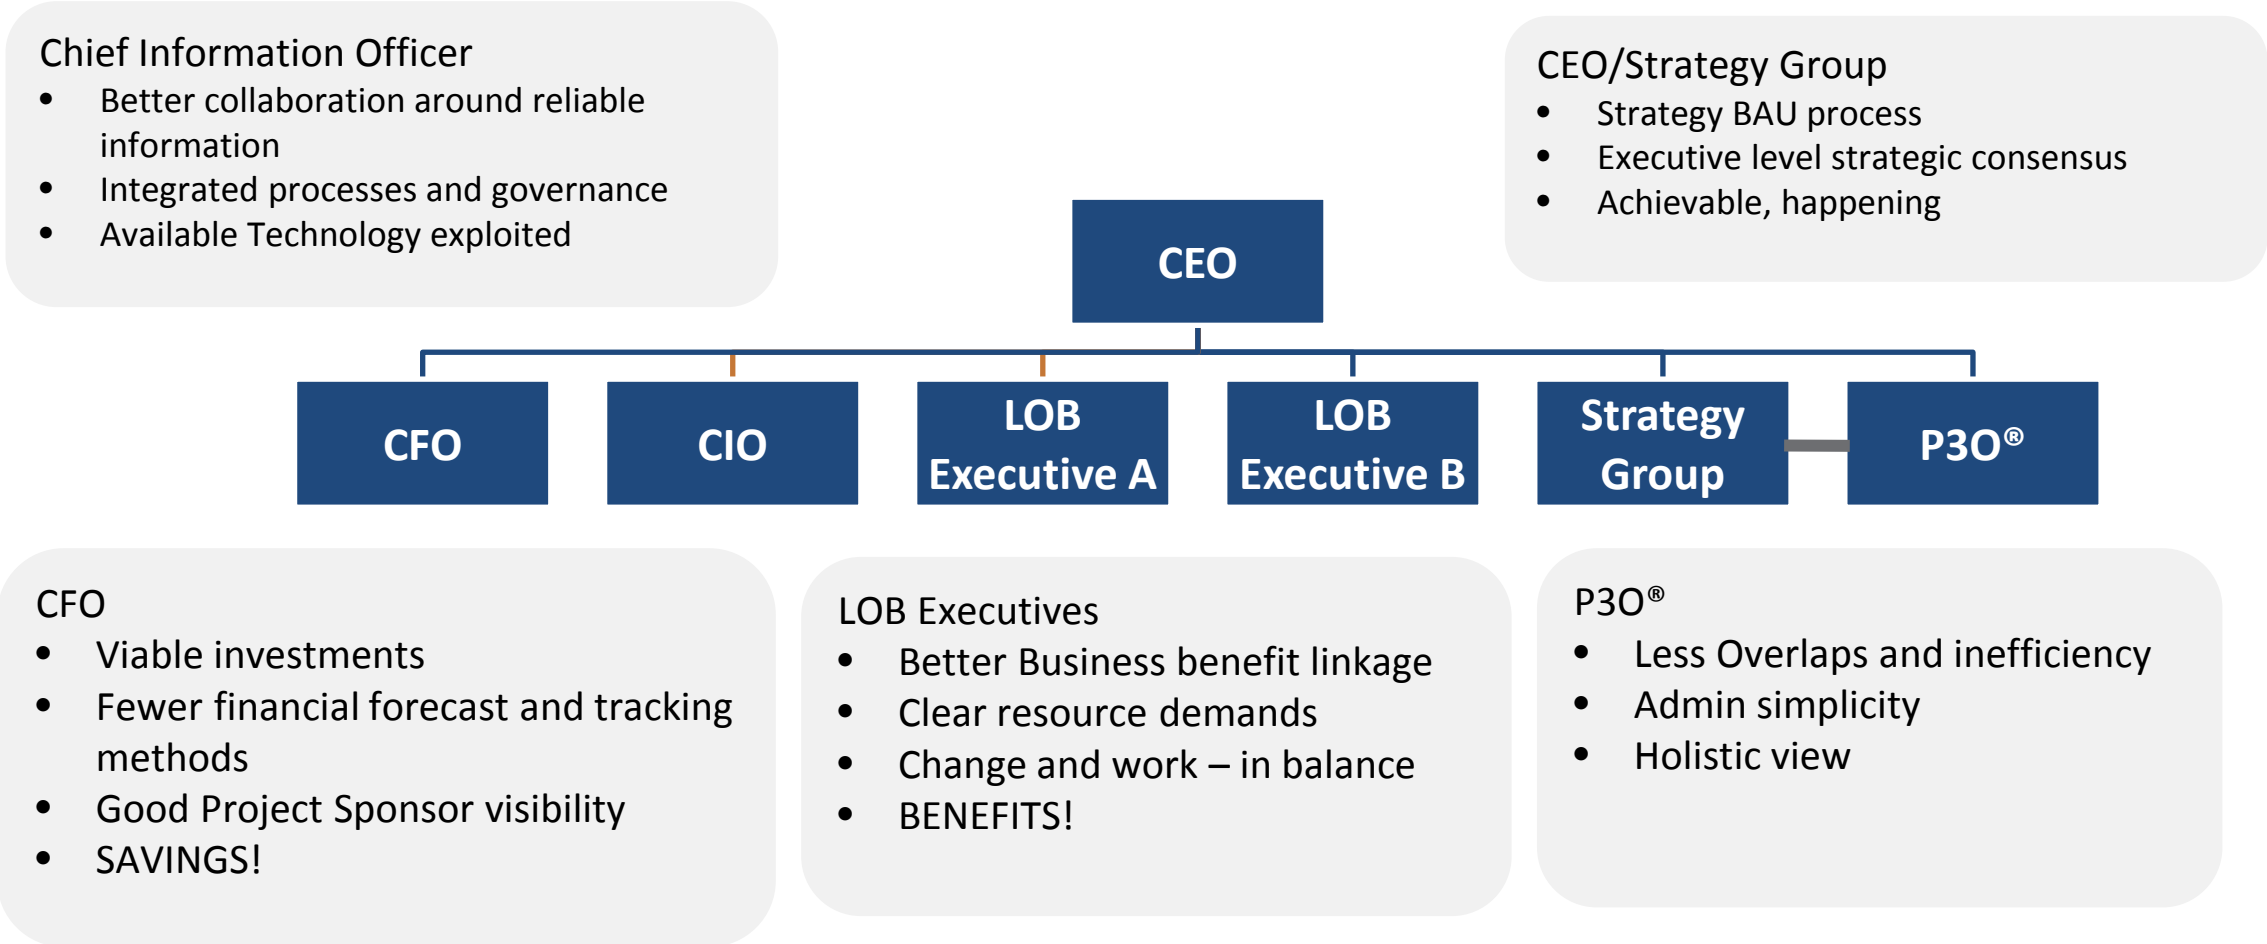 Chief Information Officer
• Better collaboration around reliable
information
• Integrated processes and governance
• Available Technology exploited
CEO/Strategy Group
• Strategy BAU process
• Executive level strategic consensus
• Achievable, happening
CEO
CFO
CIO
LOB
Executive A
LOB
Executive B
Strategy
Group
P3O®
CFO
• Viable investments
• Fewer financial forecast and tracking
methods
• Good Project Sponsor visibility
• SAVINGS!
LOB Executives
• Better Business benefit linkage
• Clear resource demands
• Change and work – in balance
• BENEFITS!
P3O®
• Less Overlaps and inefficiency
• Admin simplicity
• Holistic view